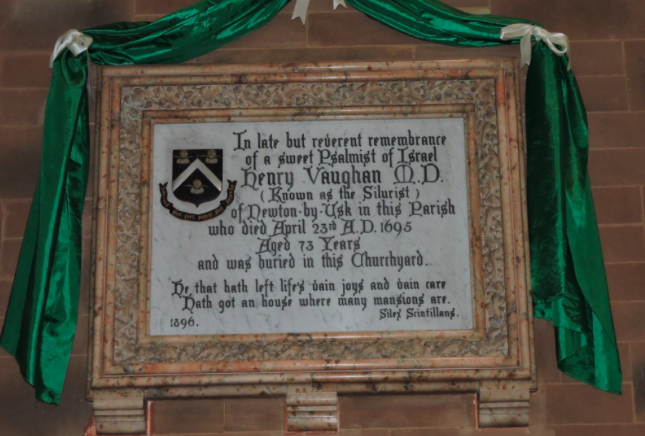 In late but reverent remembrance
of a sweet Psalmist of Israel
Henry Vaughan M.D.
(Known as the Silurist)
of Newton-by-Usk in this Parish
who died April 23rd A.D. 1695
Aged 73 Years
and was buried in this Churchyard.
He that hath left life's vain joys and vain care
Hath got an house where many mansions are.
1896. Silex Scintillans.